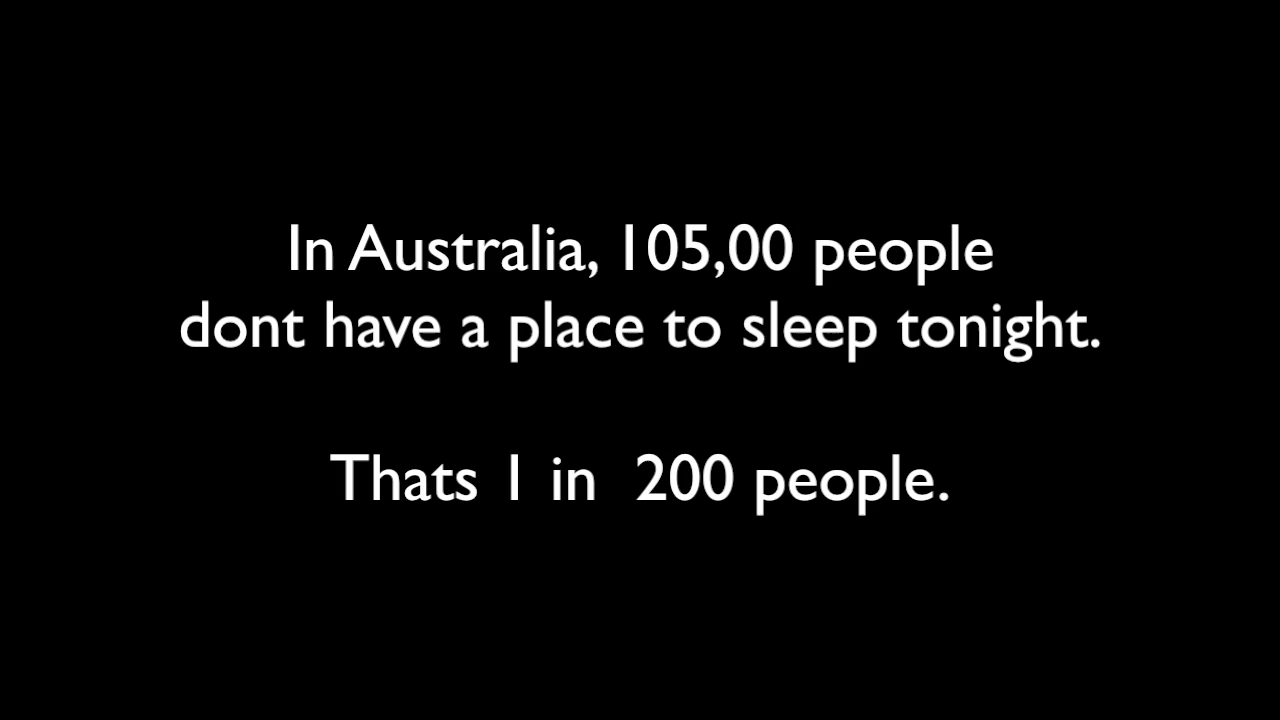 In Australia, 105,00 people
dont have a place to sleep tonight.
Thats 1 in  200 people.